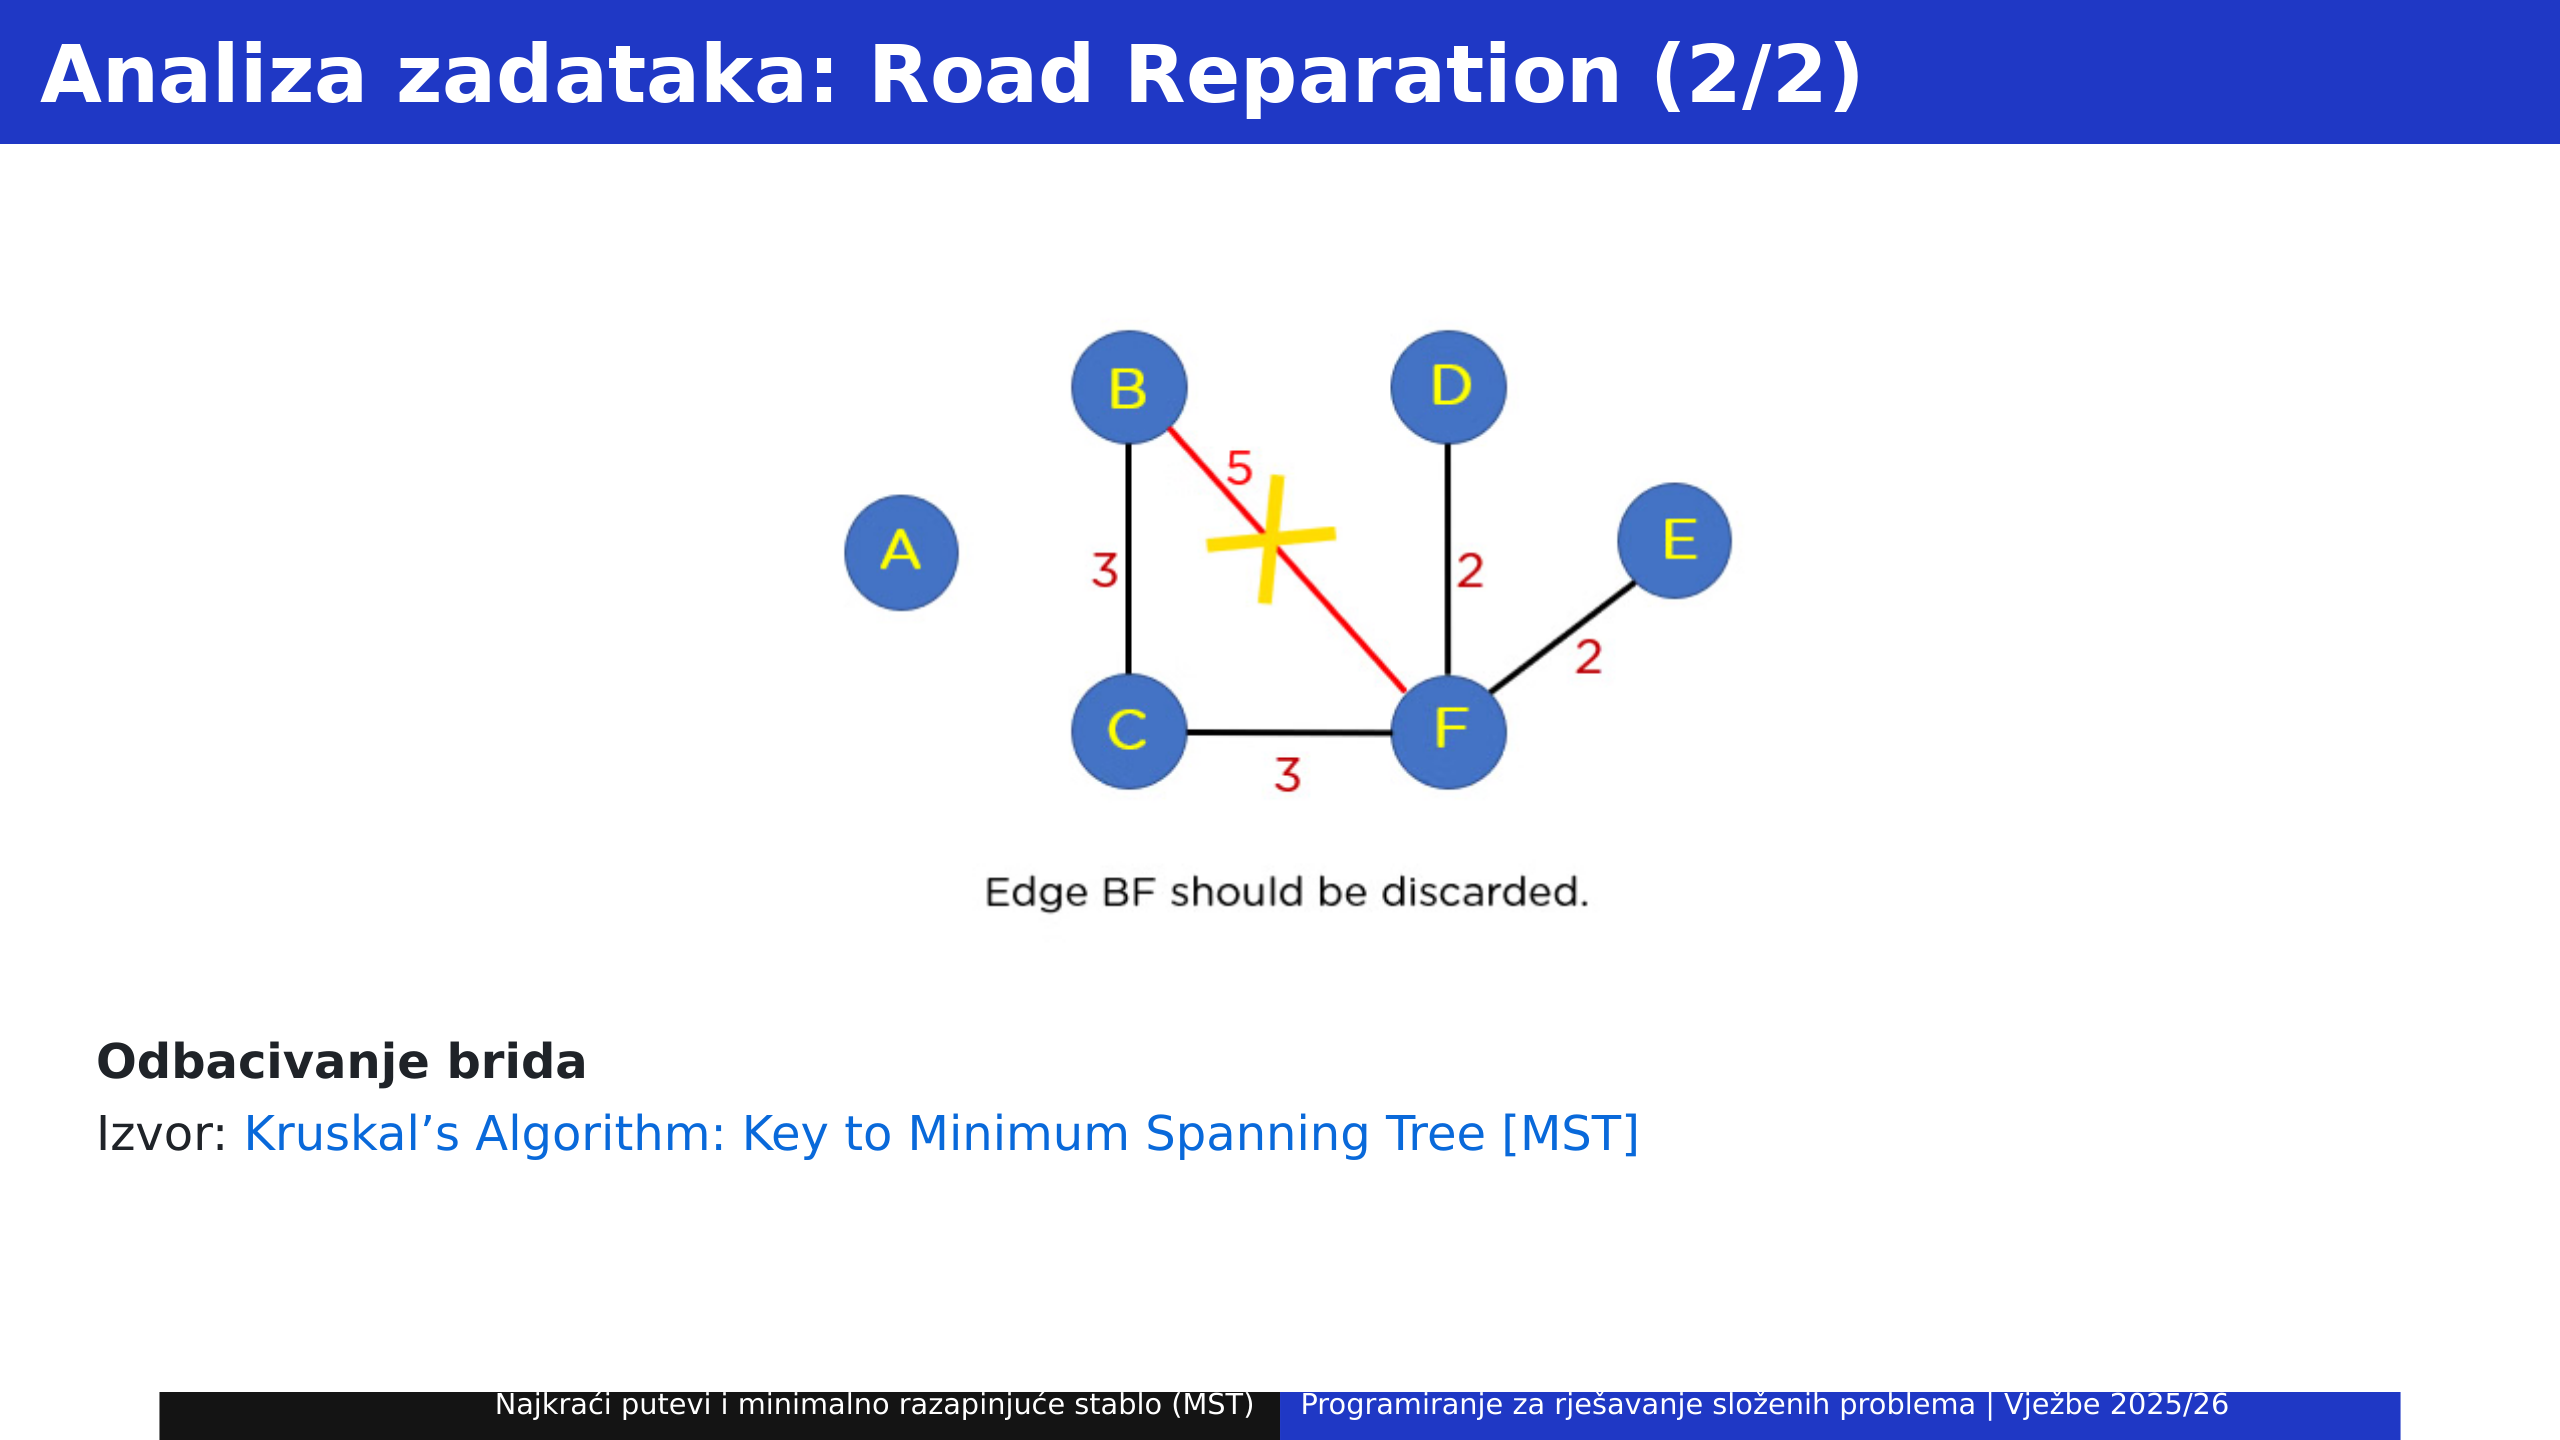 Analiza zadataka: Road Reparation (2/2)
B
D
5
A
E
3
2
2
C
F
3
Edge BF should be discarded.
Odbacivanje brida
Izvor: Kruskal’s Algorithm: Key to Minimum Spanning Tree [MST]
Najkraći putevi i minimalno razapinjuće stablo (MST)
Programiranje za rješavanje složenih problema | Vježbe 2025/26